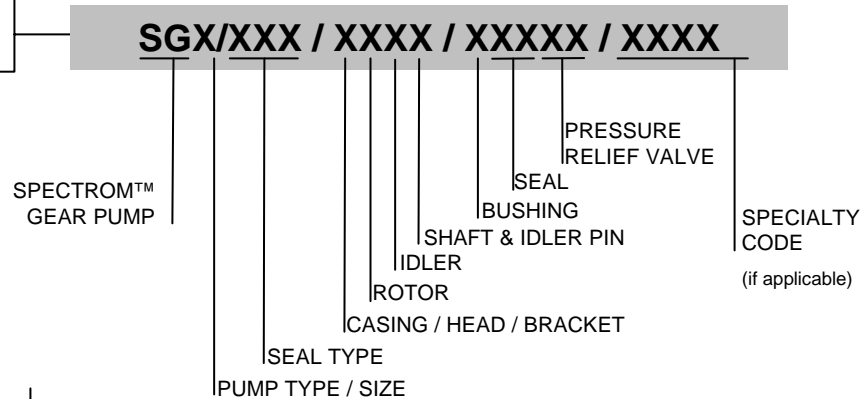 SGX/XXX / XXXX / XXXXX / XXXX
PRESSURE
RELIEF VALVE
SEAL
BUSHING
SHAFT & IDLER PIN
IDLER
ROTOR
CASING / HEAD / BRACKET
SEAL TYPE
PUMP TYPE / SIZE
SPECTROM™
GEAR PUMP
SPECIALTY
CODE
(if applicable)